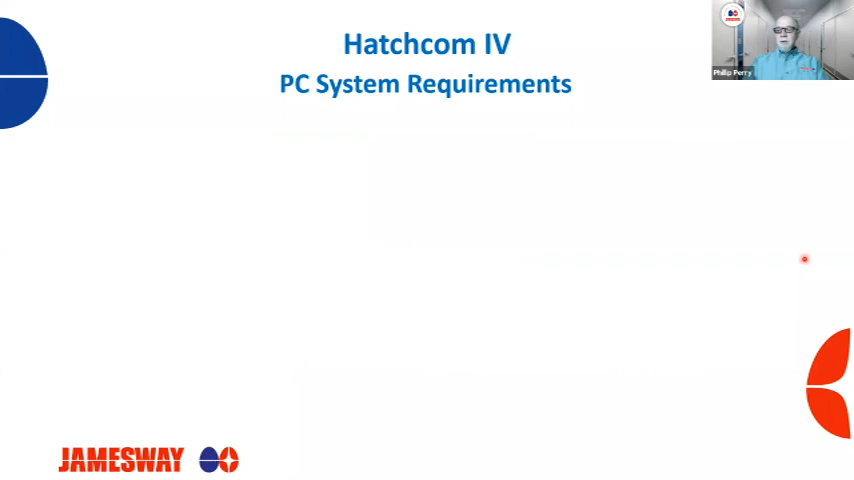 Hatchcom IV
PC System Requirements
Phillip Perry
JAMESWAY